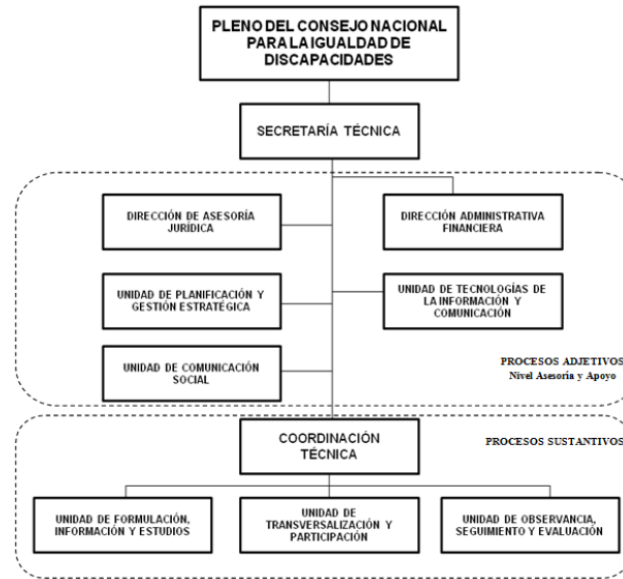 PLENO DEL CONSEJO NACIONAL
PARA LA IGUALDAD DE
DISCAPACIDADES
SECRETARÍA TÉCNICA
DIRECCIÓN DE ASESORÍA
JURÍDICA
DIRECCIÓN ADMINISTRATIVA
FINANCIERA
UNIDAD DE PLANIFICACIÓN Y
GESTIÓN ESTRATÉGICA
UNIDAD DE TECNOLOGÍAS DE
LA INFORMACIÓN Y
COMUNICACIÓN
UNIDAD DE COMUNICACIÓN
SOCIAL
PROCESOS ADJETIVOS
Nivel Asesoría y Apoyo
COORDINACIÓN
TÉCNICA
PROCESOS SUSTANTIVOS
UNIDAD DE FORMULACIÓN,
INFORMACIÓN Y ESTUDIOS
UNIDAD DE
TRANSVERSALIZACIÓN Y
PARTICIPACIÓN
UNIDAD DE OBSERVANCIA,
SEGUIMIENTO Y EVALUACIÓN